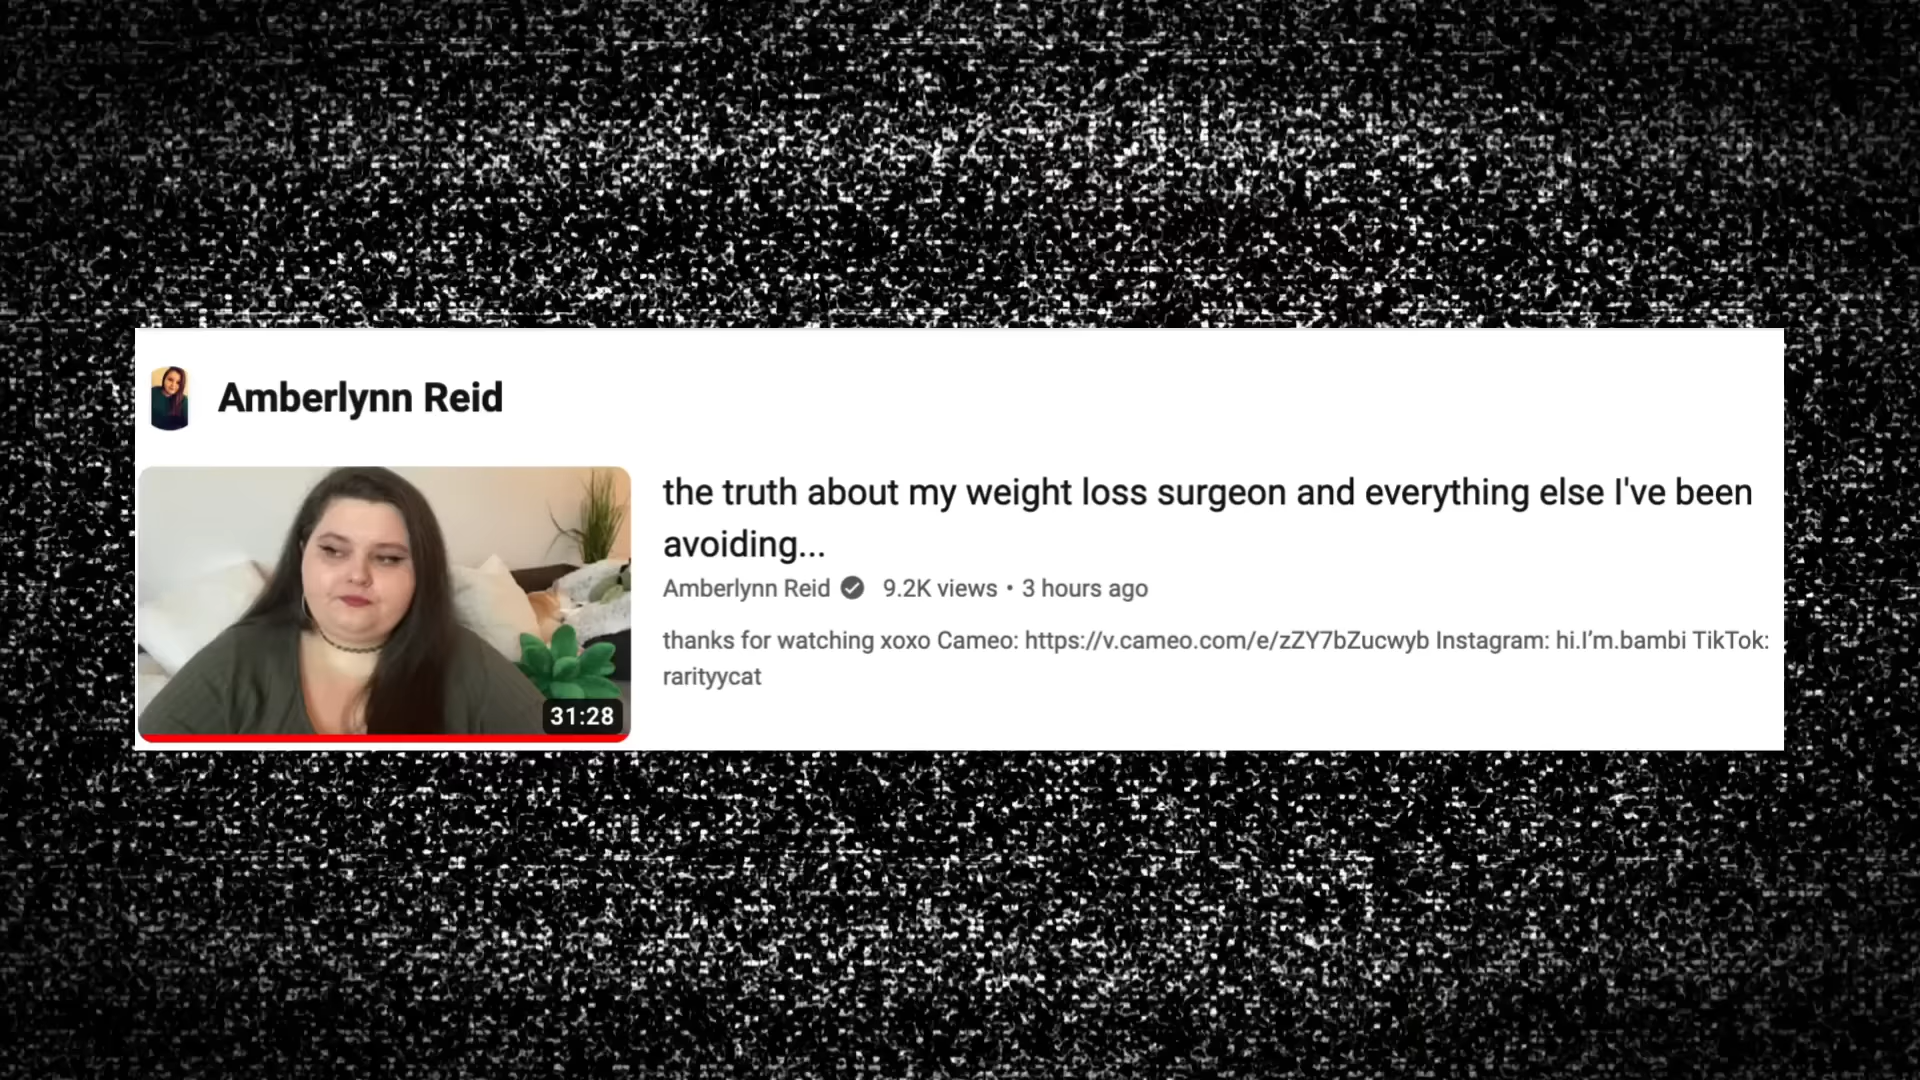 Amberlynn Reid
the truth about my weight loss surgeon and everything else I've been
avoiding...
Amberlynn Reid 9.2K views • 3 hours ago
thanks for watching xoxo Cameo: https://v.cameo.com/e/zZY7bZucwyb Instagram: hi.I’m.bambi TikTok:
rarityycat
31:28